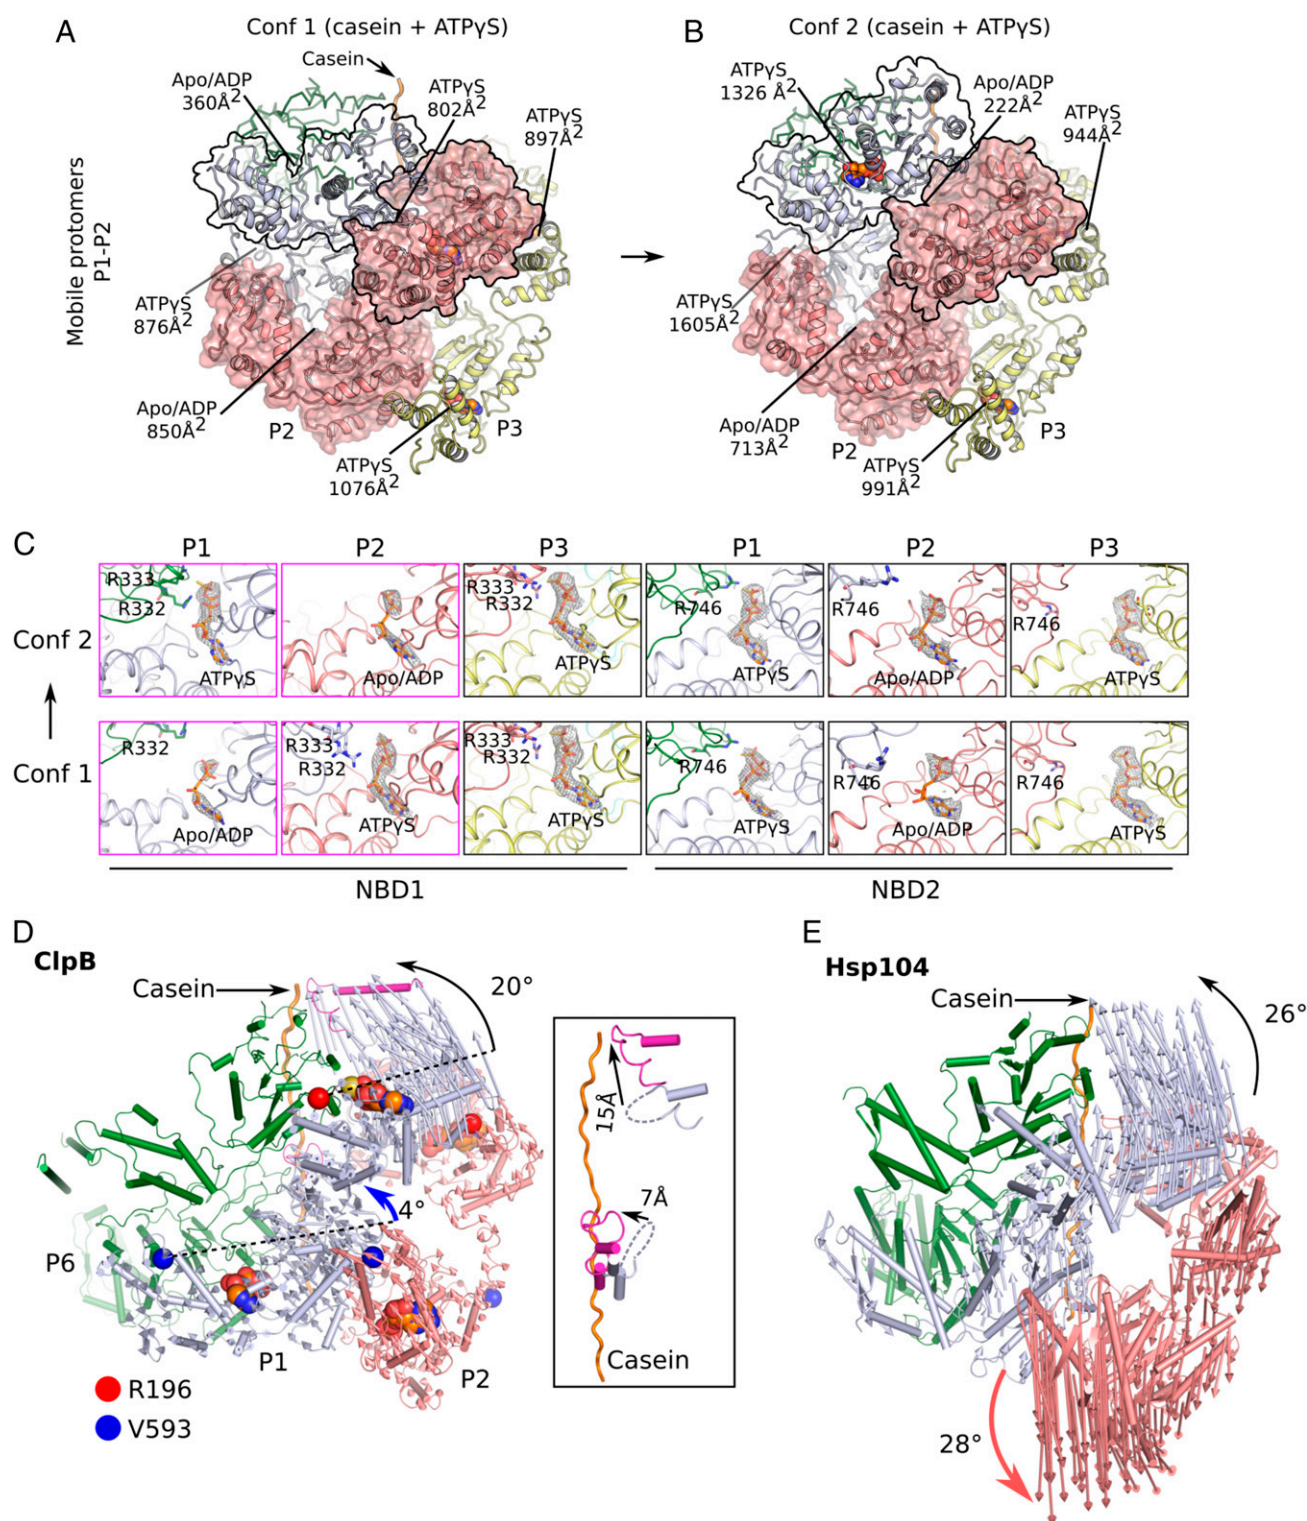 A
Conf 1 (casein + ATPγS)
Casein
Apo/ADP
360Å2
ATPγS
802Å2
ATPγS
897Å2
Mobile protomers
P1-P2
ATPγS
876Å2
Apo/ADP
850Å2
P2
ATPγS
1076Å2
P3
B
Conf 2 (casein + ATPγS)
ATPγS
1326 Å2
Apo/ADP
222Å2
ATPγS
944Å2
ATPγS
1605Å2
Apo/ADP
713Å2
P2
ATPγS
991Å2
P3
C
P1 P2 P3 P1 P2 P3
Conf 2
R333
R332
ATPγS
Apo/ADP
R333
R332
ATPγS
R746
ATPγS
R746
Apo/ADP
R746
ATPγS
Conf 1
R332
Apo/ADP
R333
R332
ATPγS
R333
R332
ATPγS
R746
ATPγS
R746
Apo/ADP
R746
ATPγS
NBD1 NBD2
D
ClpB
Casein
20°
4°
P6
P1
P2
R196
V593
15Å
7Å
Casein
E
Hsp104
Casein
26°
28°